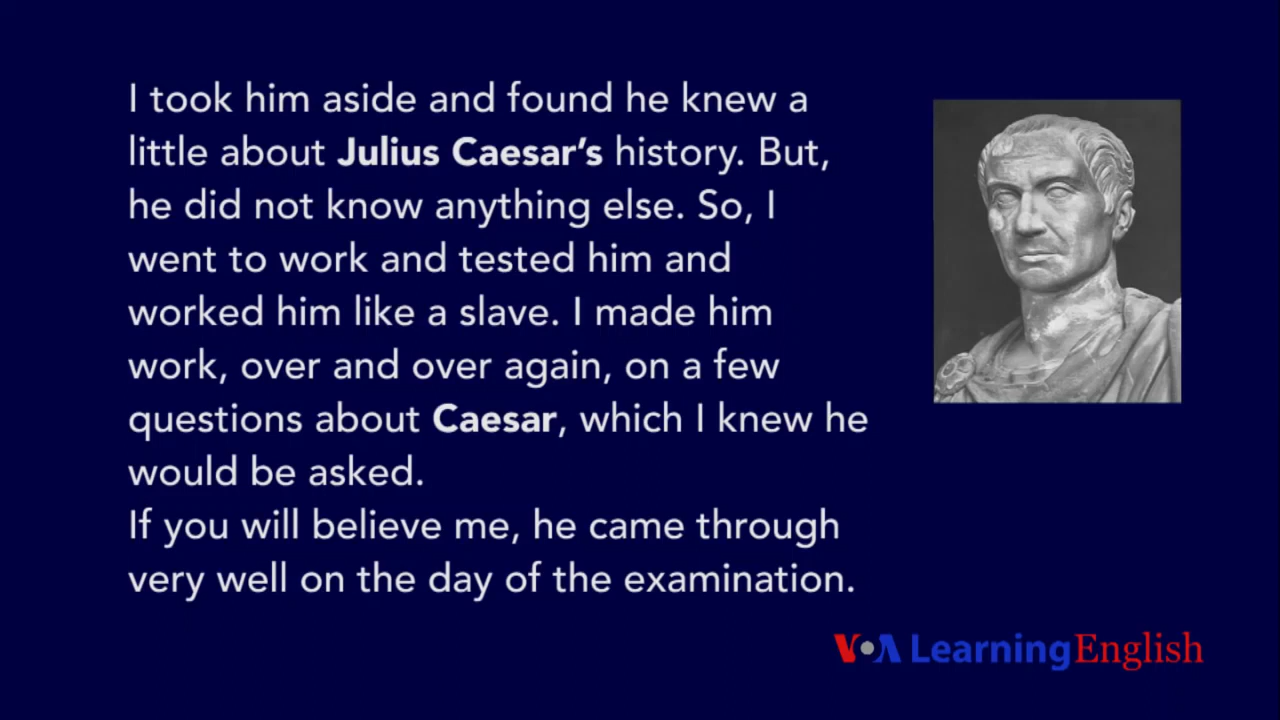 I took him aside and found he knew a
little about Julius Caesar's history. But,
he did not know anything else. So, I
went to work and tested him and
worked him like a slave. I made him
work, over and over again, on a few
questions about Caesar, which I knew he
would be asked.
If you will believe me, he came through
very well on the day of the examination.
VOA Learning English